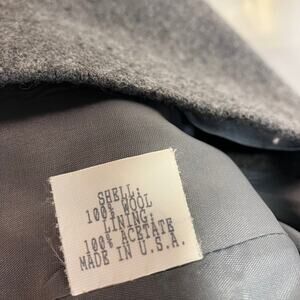 SHELL:
100% WOOL
LINING:
100% ACETATE
MADE IN U.S.A.